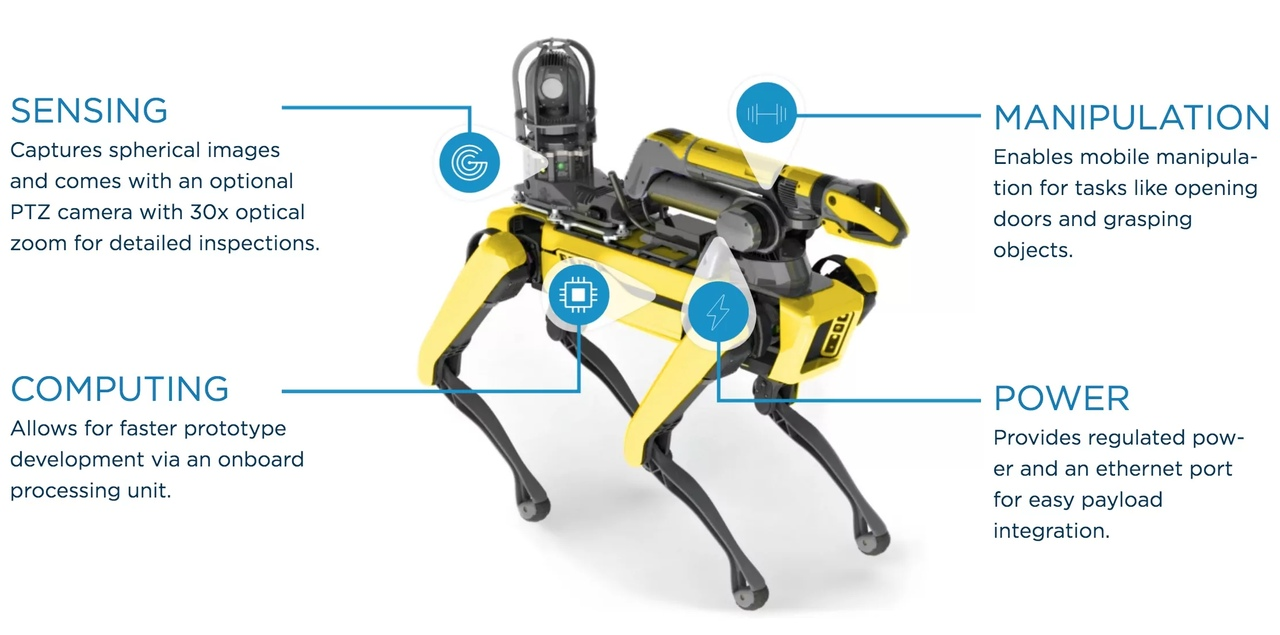 SENSING
Captures spherical images
and comes with an optional
PTZ camera with 30x optical
zoom for detailed inspections.
MANIPULATION
Enables mobile manipula-
tion for tasks like opening
doors and grasping
objects.
COMPUTING
Allows for faster prototype
development via an onboard
processing unit.
POWER
Provides regulated pow-
er and an ethernet port
for easy payload
integration.